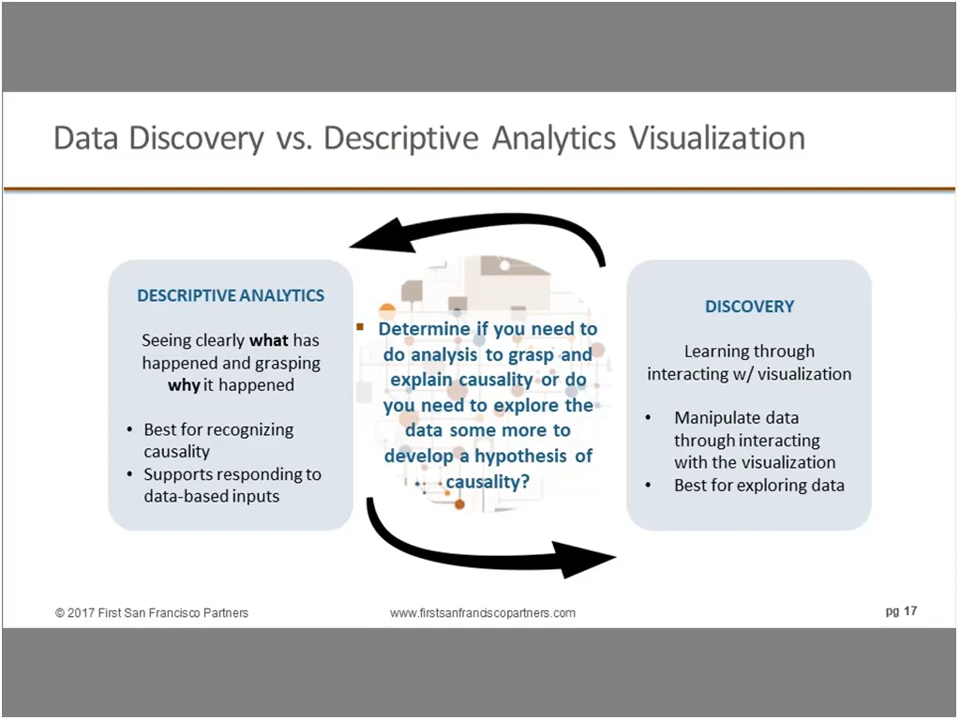 Data Discovery vs. Descriptive Analytics Visualization
DESCRIPTIVE ANALYTICS
Seeing clearly what has
happened and grasping
why it happened
• Best for recognizing
causality
• Supports responding to
data-based inputs
▪ Determine if you need to
do analysis to grasp and
explain causality or do
you need to explore the
data some more to
develop a hypothesis of
causality?
DISCOVERY
Learning through
interacting w/ visualization
• Manipulate data
through interacting
with the visualization
• Best for exploring data
© 2017 First San Francisco Partners
www.firstsanfranciscopartners.com
pg 17